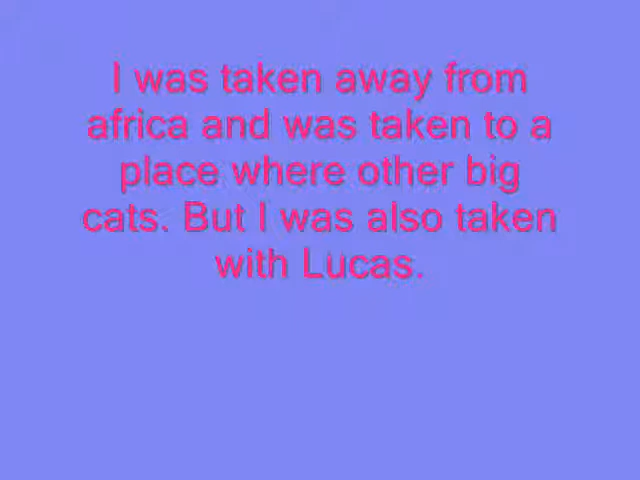 I was taken away from
africa and was taken to a
place where other big
cats. But I was also taken
with Lucas.